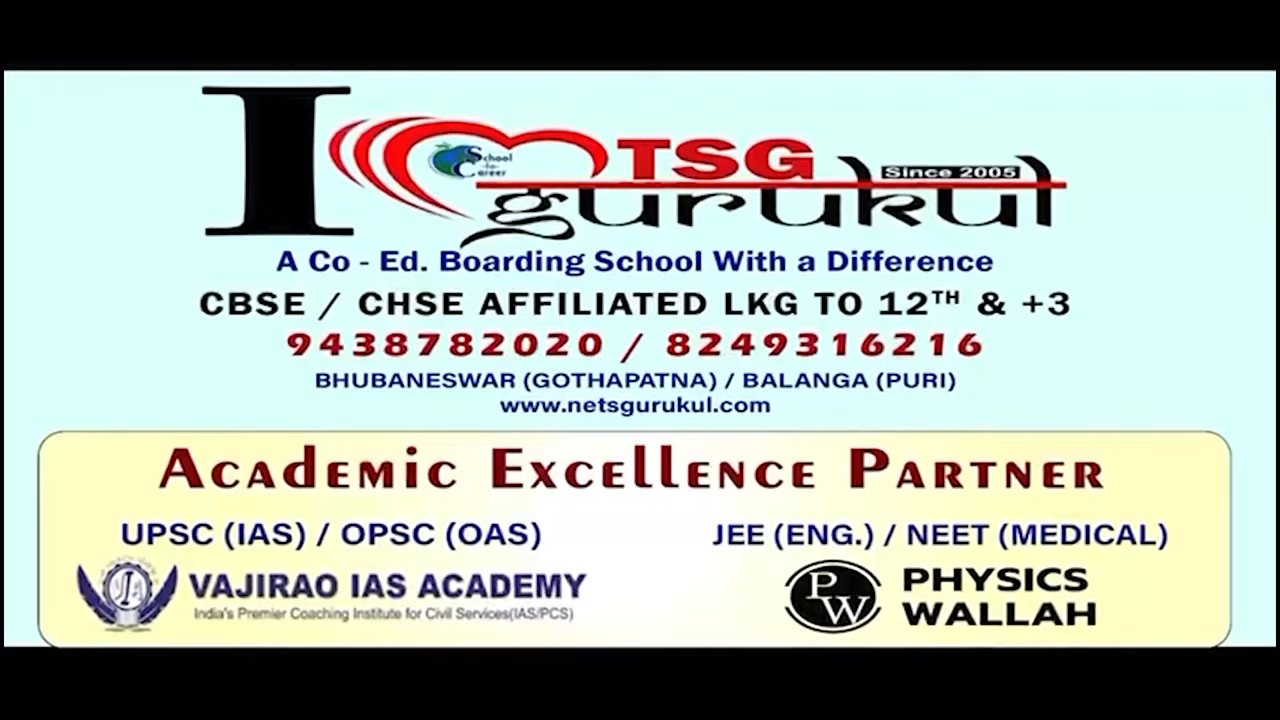 I TSG
School
-to-
Career
Since 2005
gurukul
A Co - Ed. Boarding School With a Difference
CBSE / CHSE AFFILIATED LKG TO 12TH & +3
9438782020 / 8249316216
BHUBANESWAR (GOTHAPATNA) / BALANGA (PURI)
www.netsgurukul.com
Academic Excellence Partner
UPSC (IAS) / OPSC (OAS)
VAJIRAO IAS ACADEMY
India's Premier Coaching Institute for Civil Services(IAS/PCS)
JEE (ENG.) / NEET (MEDICAL)
PW
PHYSICS
WALLAH